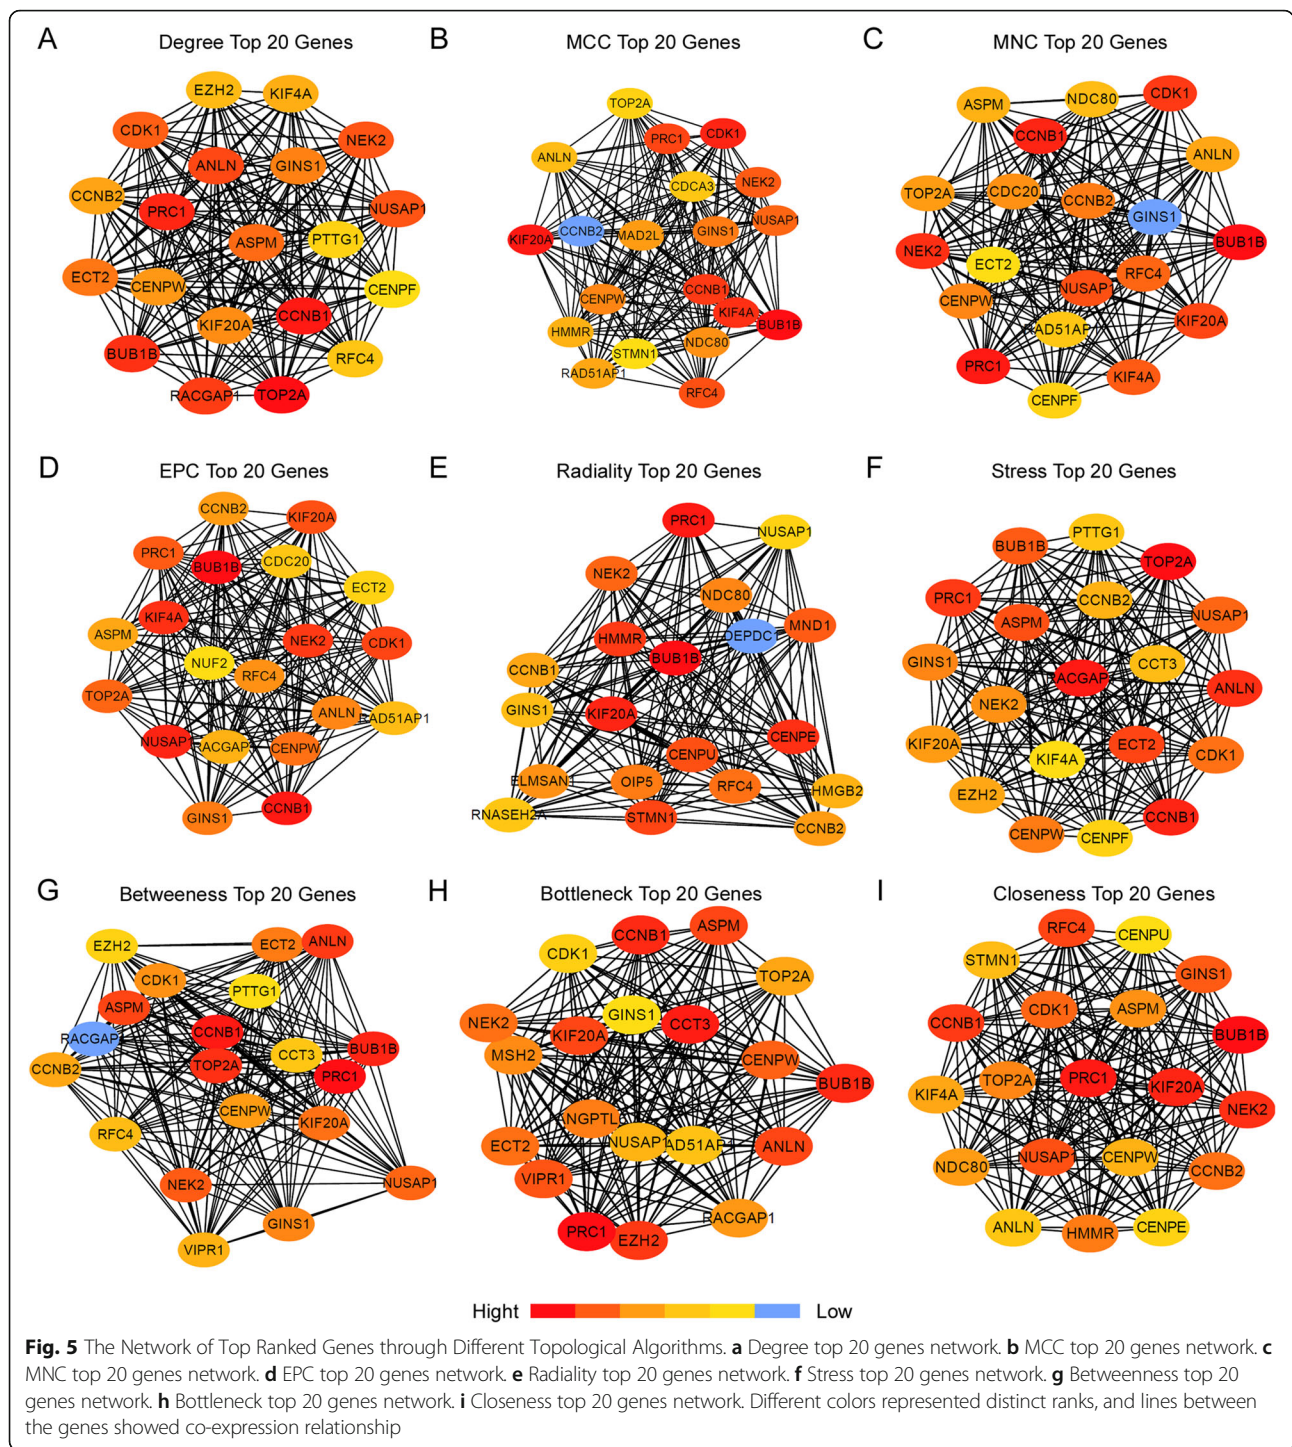 A Degree Top 20 Genes
EZH2
KIF4A
CDK1
NEK2
ANLN
GINS1
CCNB2
PRC1
NUSAP1
ASPM
PTTG1
ECT2
CENPW
CENPF
KIF20A
CCNB1
BUB1B
RFC4
RACGAP1
TOP2A
B MCC Top 20 Genes
TOP2A
PRC1
CDK1
ANLN
CDCA3
NEK2
NUSAP1
KIF20A
CCNB2
MAD2L
GINS1
CCNB1
CENPW
KIF4A
BUB1B
HMMR
NDC80
STMN1
RAD51AP1
RFC4
C MNC Top 20 Genes
ASPM
NDC80
CDK1
CCNB1
ANLN
TOP2A
CDC20
CCNB2
GINS1
NEK2
BUB1B
ECT2
RFC4
NUSAP1
CENPW
RAD51AP
KIF20A
PRC1
KIF4A
CENPF
D EPC Top 20 Genes
CCNB2
KIF20A
PRC1
BUB1B
CDC20
ECT2
KIF4A
ASPM
NEK2
CDK1
NUF2
RFC4
TOP2A
ANLN
RAD51AP1
NUSAP1
RACGAP
CENPW
GINS1
CCNB1
E Radiality Top 20 Genes
PRC1
NUSAP1
NEK2
NDC80
HMMR
DEPDC1
MND1
BUB1B
CCNB1
GINS1
KIF20A
CENPE
CENPU
ELMSAN
OIP5
RFC4
HMGB2
RNASEH2A
STMN1
CCNB2
F Stress Top 20 Genes
BUB1B
PTTG1
TOP2A
PRC1
CCNB2
ASPM
NUSAP1
GINS1
CCT3
ACGAP
ANLN
NEK2
KIF20A
ECT2
CDK1
KIF4A
EZH2
CCNB1
CENPW
CENPF
G Betweeness Top 20 Genes
EZH2
ECT2
ANLN
CDK1
PTTG1
ASPM
CCNB1
RACGAP
CCT3
BUB1B
CCNB2
TOP2A
PRC1
CENPW
KIF20A
RFC4
NEK2
NUSAP1
GINS1
VIPR1
H Bottleneck Top 20 Genes
CCNB1
ASPM
CDK1
TOP2A
NEK2
GINS1
CCT3
KIF20A
MSH2
CENPW
BUB1B
NGPTL
ECT2
NUSAP1
AD51AP1
ANLN
VIPR1
RACGAP1
PRC1
EZH2
I Closeness Top 20 Genes
RFC4
CENPU
STMN1
GINS1
CCNB1
CDK1
ASPM
BUB1B
TOP2A
PRC1
KIF20A
KIF4A
NEK2
NUSAP1
CENPW
NDC80
CCNB2
ANLN
HMMR
CENPE
Hight Low
Fig. 5 The Network of Top Ranked Genes through Different Topological Algorithms. a Degree top 20 genes network. b MCC top 20 genes network. c
MNC top 20 genes network. d EPC top 20 genes network. e Radiality top 20 genes network. f Stress top 20 genes network. g Betweenness top 20
genes network. h Bottleneck top 20 genes network. i Closeness top 20 genes network. Different colors represented distinct ranks, and lines between
the genes showed co-expression relationship